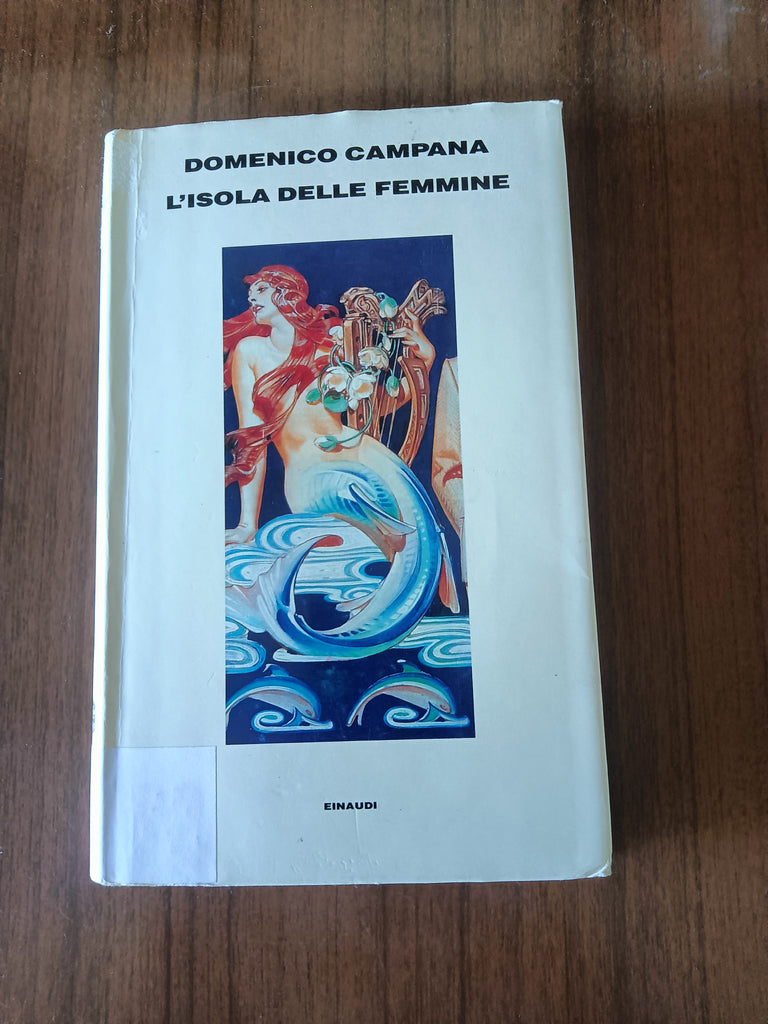 DOMENICO CAMPANA
L'ISOLA DELLE FEMMINE
EINAUDI